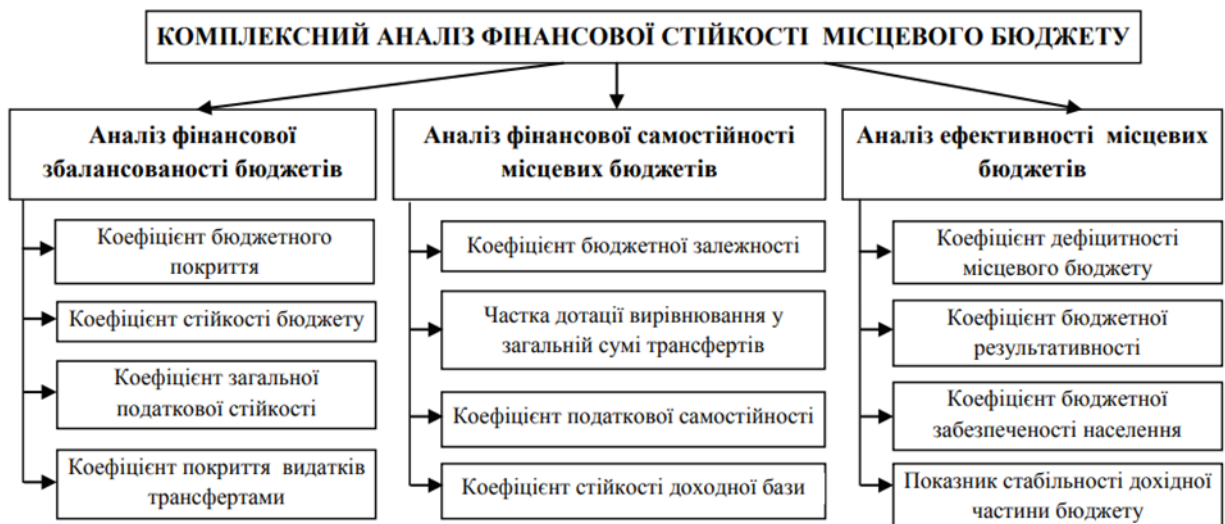 КОМПЛЕКСНИЙ АНАЛІЗ ФІНАНСОВОЇ СТІЙКОСТІ МІСЦЕВОГО БЮДЖЕТУ
Аналіз фінансової
збалансованості бюджетів
Коефіцієнт бюджетного
покриття
Коефіцієнт стійкості бюджету
Коефіцієнт загальної
податкової стійкості
Коефіцієнт покриття видатків
трансфертами
Аналіз фінансової самостійності
місцевих бюджетів
Коефіцієнт бюджетної залежності
Частка дотації вирівнювання у
загальній сумі трансфертів
Коефіцієнт податкової самостійності
Коефіцієнт стійкості доходної бази
Аналіз ефективності місцевих
бюджетів
Коефіцієнт дефіцитності
місцевого бюджету
Коефіцієнт бюджетної
результативності
Коефіцієнт бюджетної
забезпеченості населення
Показник стабільності дохідної
частини бюджету